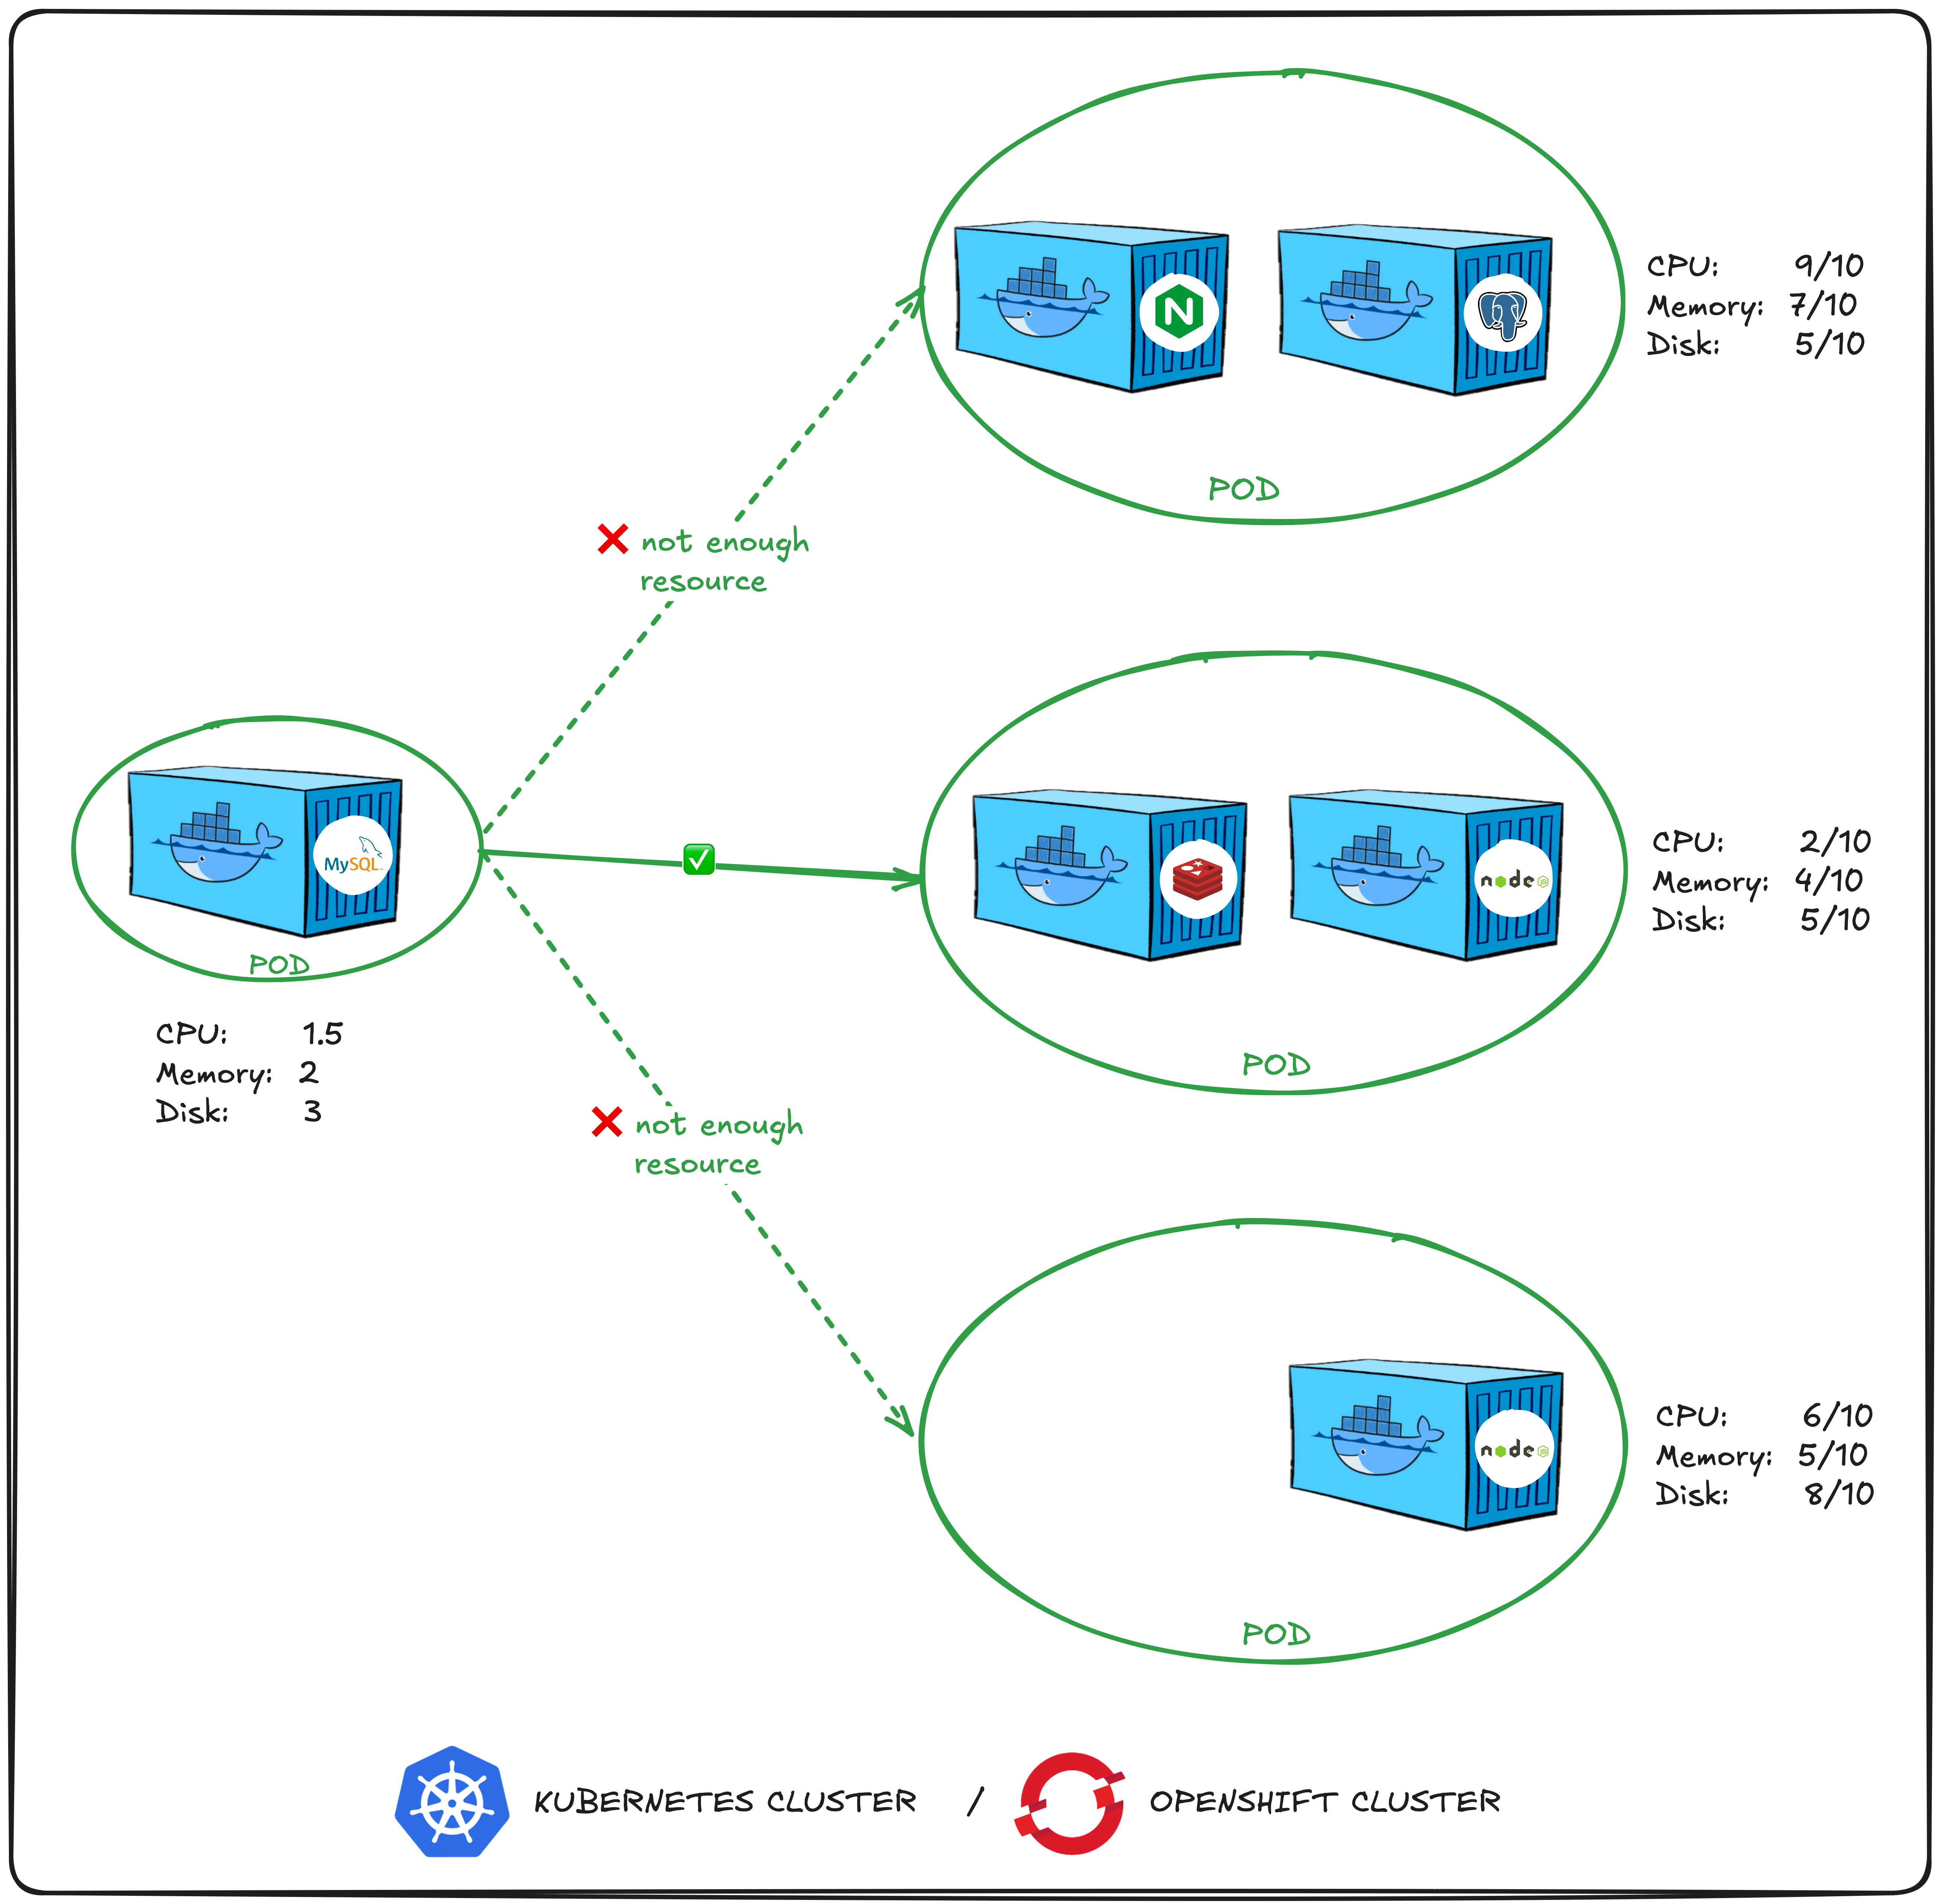 CPU: 9/10
Memory: 7/10
Disk: 5/10
POD
❌ not enough
resource
MySQL
POD
CPU: 1.5
Memory: 2
Disk: 3
✅
node JS
POD
CPU: 2/10
Memory: 4/10
Disk: 5/10
❌ not enough
resource
node JS
POD
CPU: 6/10
Memory: 5/10
Disk: 8/10
KUBERNETES CLUSTER / OPENSHIFT CLUSTER